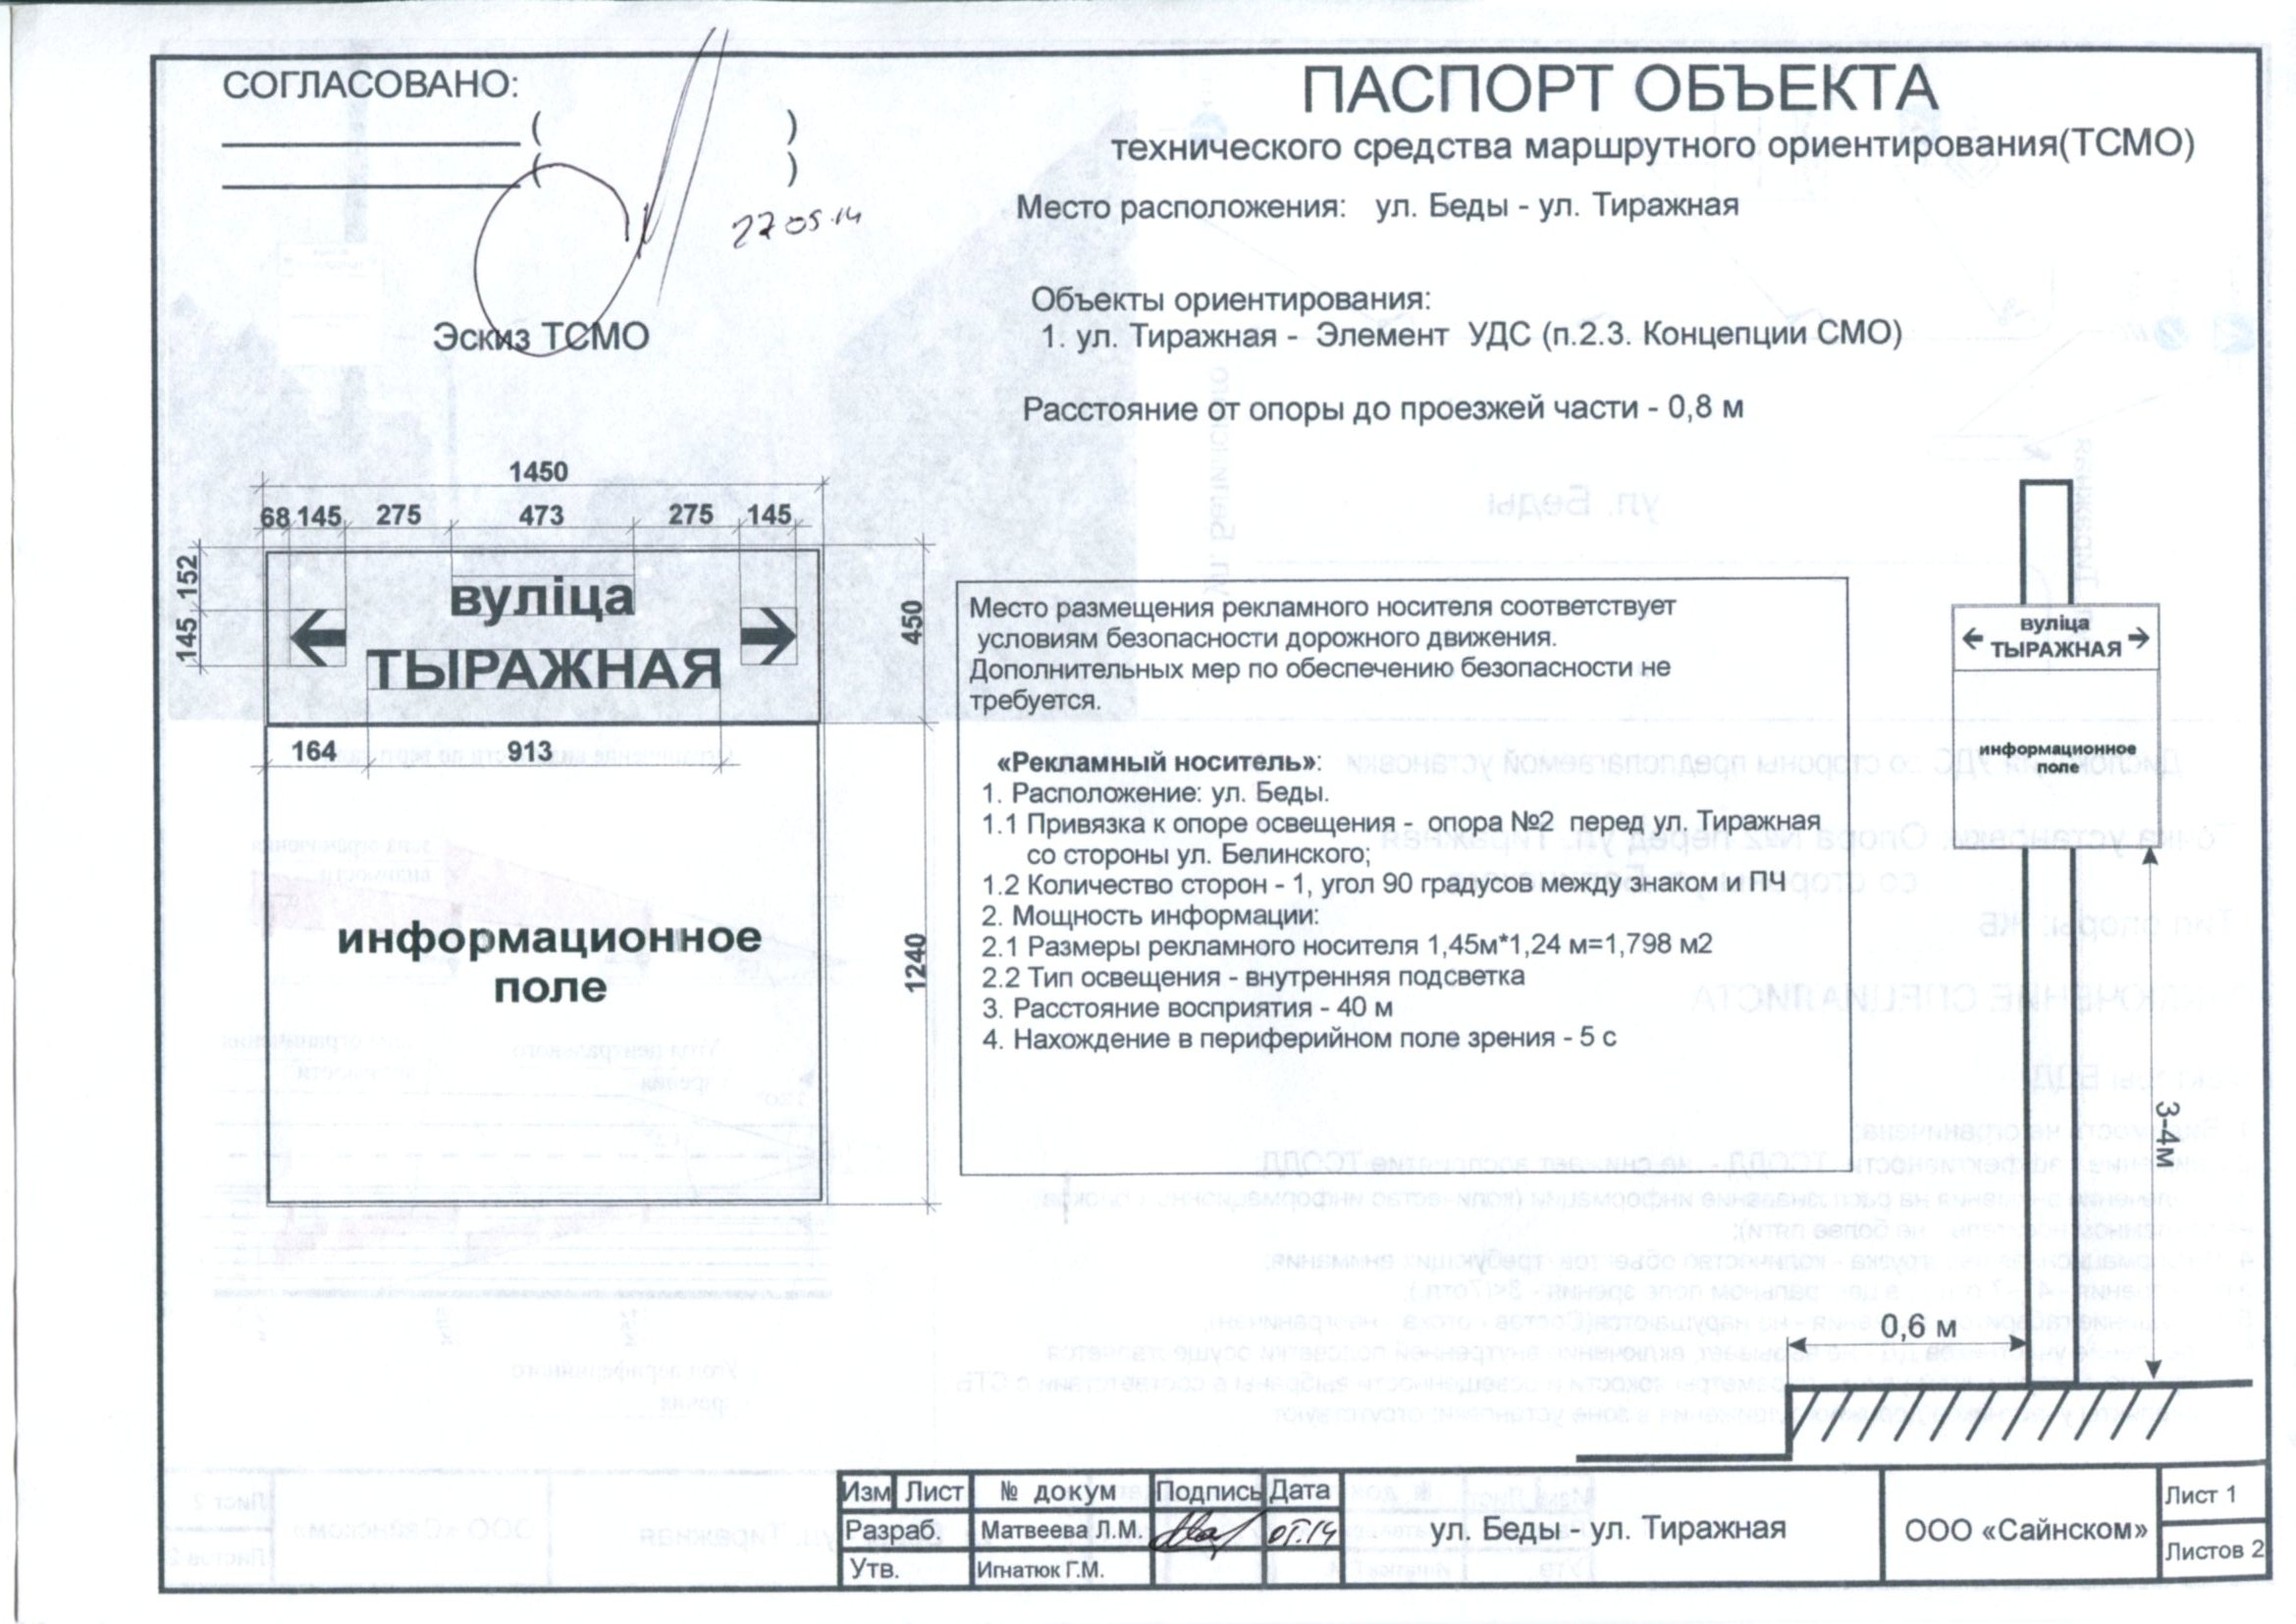 СОГЛАСОВАНО:
( )
( )
27 05.14
ПАСПОРТ ОБЪЕКТА
технического средства маршрутного ориентирования(ТСМО)
Место расположения: ул. Беды - ул. Тиражная
Объекты ориентирования:
1. ул. Тиражная - Элемент УДС (п.2.3. Концепции СМО)
Расстояние от опоры до проезжей части - 0,8 м
Эскиз ТСМО
1450
68 145 275 473 275 145
152
145
450
1240
вуліца
ТЫРАЖНАЯ
164 913
информационное
поле
Место размещения рекламного носителя соответствует
условиям безопасности дорожного движения.
Дополнительных мер по обеспечению безопасности не
требуется.
«Рекламный носитель»:
1. Расположение: ул. Беды.
1.1 Привязка к опоре освещения - опора №2 перед ул. Тиражная
со стороны ул. Белинского;
1.2 Количество сторон - 1, угол 90 градусов между знаком и ПЧ
2. Мощность информации:
2.1 Размеры рекламного носителя 1,45м*1,24 м=1,798 м2
2.2 Тип освещения - внутренняя подсветка
3. Расстояние восприятия - 40 м
4. Нахождение в периферийном поле зрения - 5 с
вуліца
ТЫРАЖНАЯ
информационное
поле
3-4м
0,6 м
Изм Лист № докум Подпись Дата
Разраб. Матвеева Л.М. 05.14
Утв. Игнатюк Г.М.
ул. Беды - ул. Тиражная
ООО «Сайнском»
Лист 1
Листов 2